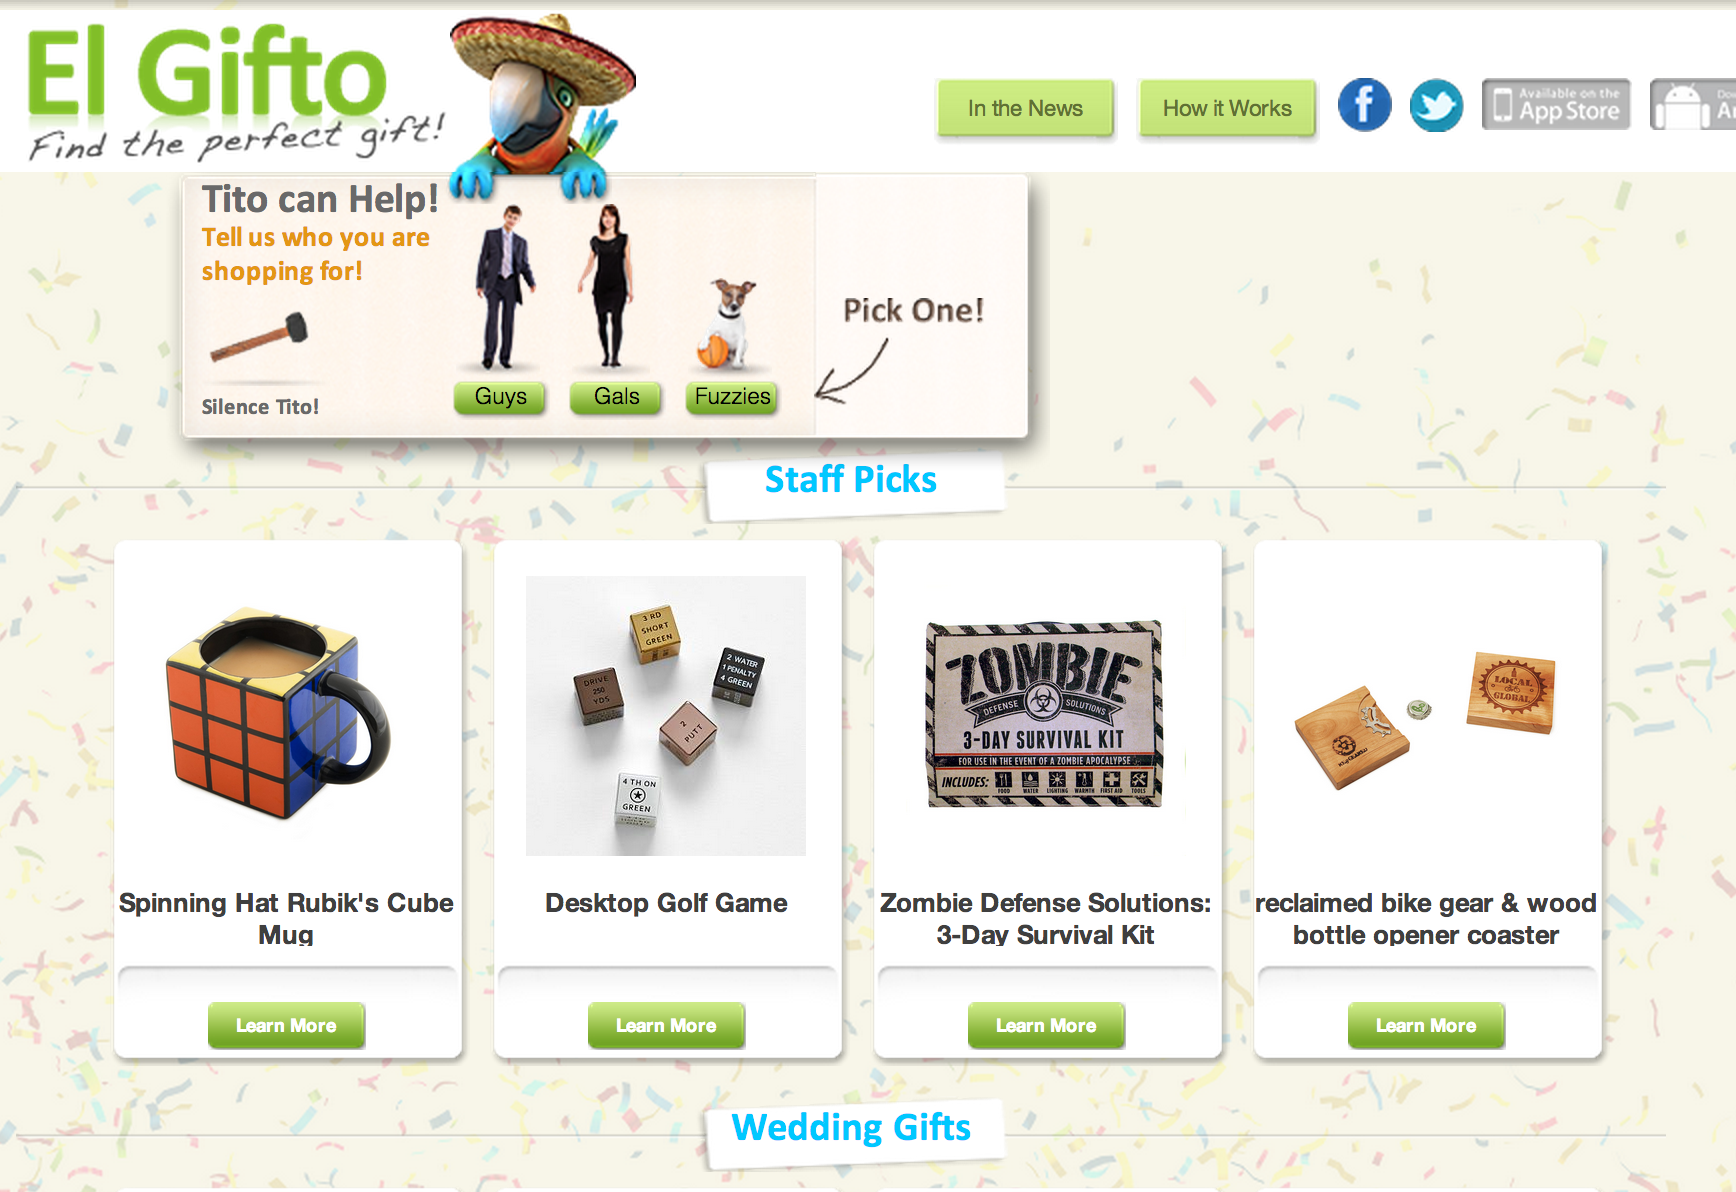 El Gifto
Find the perfect gift!
In the News
How it Works
Available on the
App Store
Tito can Help!
Tell us who you are
shopping for!
Silence Tito!
Guys
Gals
Fuzzies
Pick One!
Staff Picks
3 RD
SHORT
GREEN
2 WATER
1 PENALTY
4 GREEN
DRIVE
250
YDS
2
PUTT
4 TH ON
GREEN
ZOMBIE
DEFENSE SOLUTIONS
3-DAY SURVIVAL KIT
FOR USE IN THE EVENT OF A ZOMBIE APOCALYPSE
INCLUDES:
FOOD WATER LIGHTING WARMTH FIRST AID TOOLS
LOCAL
GLOBAL
Spinning Hat Rubik's Cube
Mug
Desktop Golf Game
Zombie Defense Solutions:
3-Day Survival Kit
reclaimed bike gear & wood
bottle opener coaster
Learn More
Learn More
Learn More
Learn More
Wedding Gifts